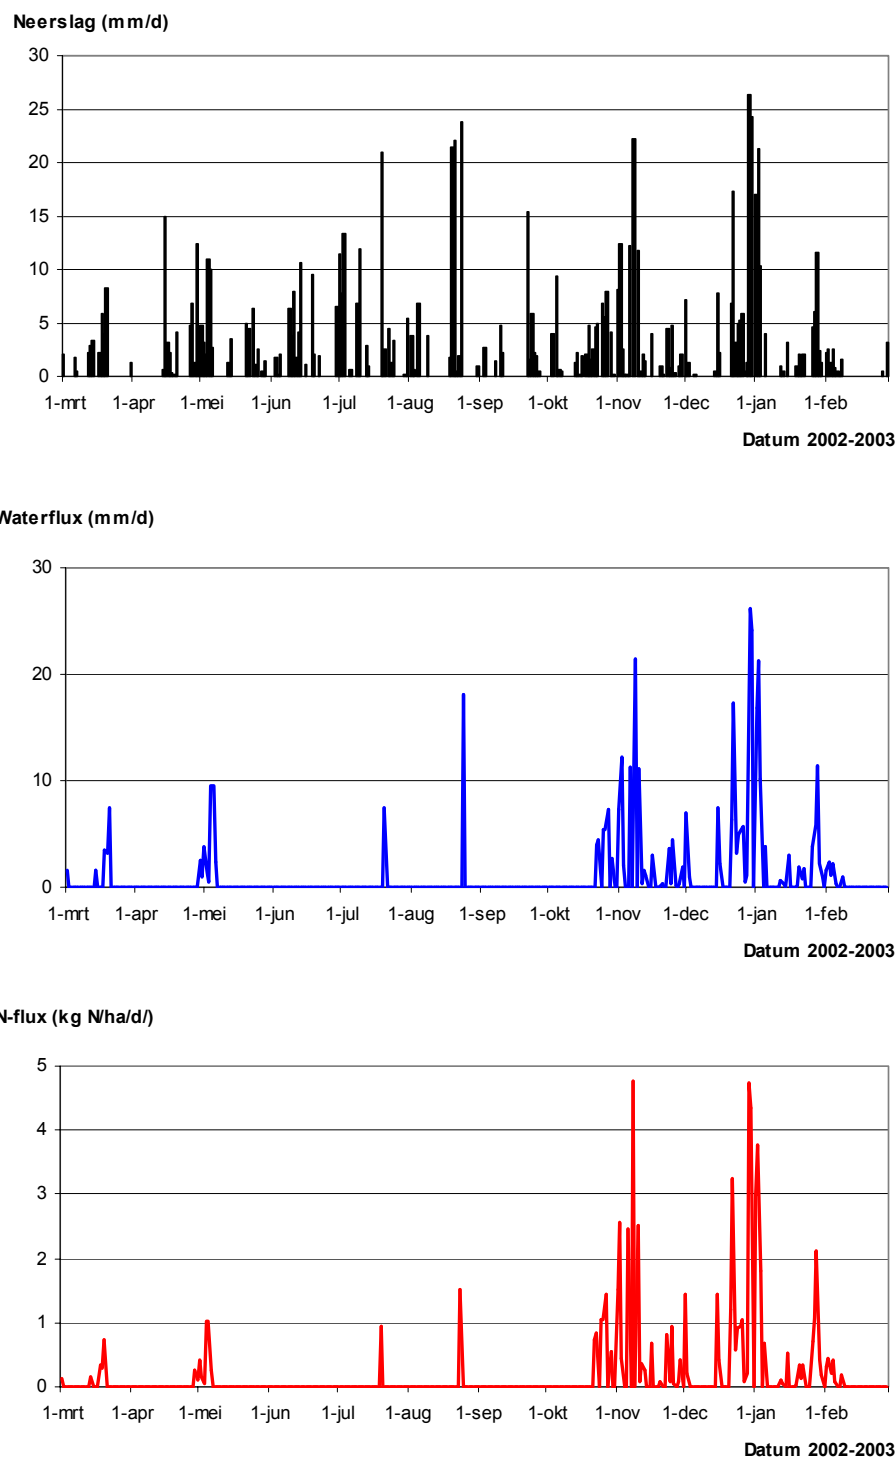 Neerslag (mm/d)
30
25
20
15
10
5
0
1-mrt 1-apr 1-mei 1-jun 1-jul 1-aug 1-sep 1-okt 1-nov 1-dec 1-jan 1-feb
Datum 2002-2003
Waterflux (mm/d)
30
20
10
0
1-mrt 1-apr 1-mei 1-jun 1-jul 1-aug 1-sep 1-okt 1-nov 1-dec 1-jan 1-feb
Datum 2002-2003
N-flux (kg N/ha/d/)
5
4
3
2
1
0
1-mrt 1-apr 1-mei 1-jun 1-jul 1-aug 1-sep 1-okt 1-nov 1-dec 1-jan 1-feb
Datum 2002-2003